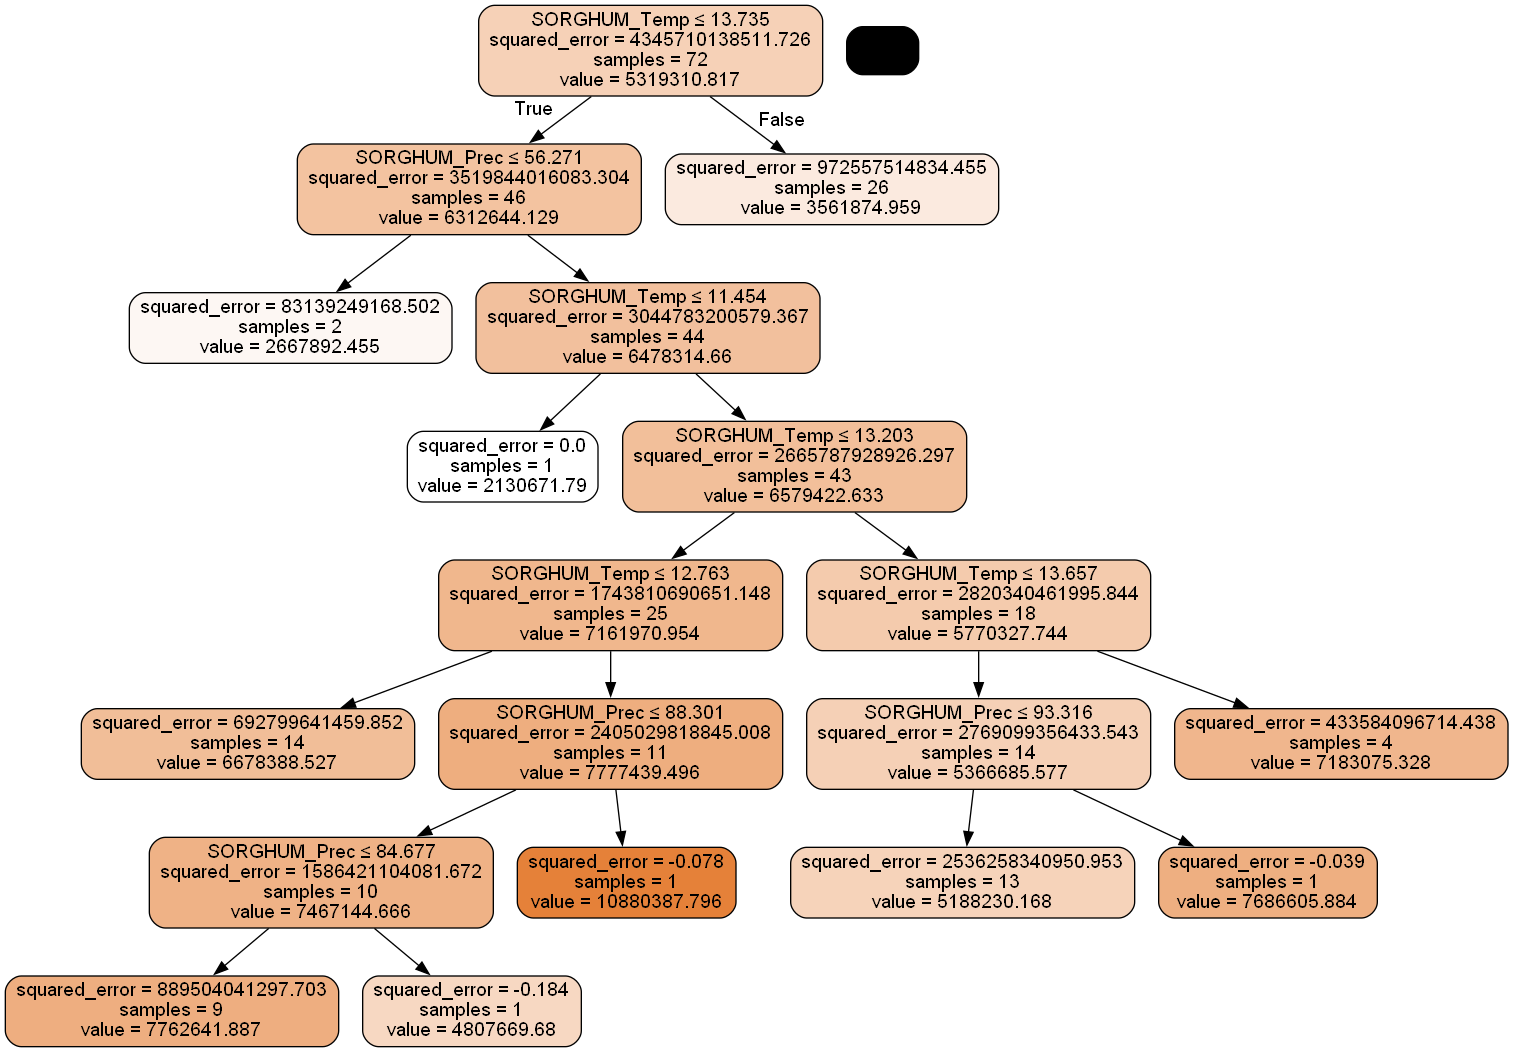 SORGHUM_Temp ≤ 13.735
squared_error = 4345710138511.726
samples = 72
value = 5319310.817
True
False
SORGHUM_Prec ≤ 56.271
squared_error = 3519844016083.304
samples = 46
value = 6312644.129
squared_error = 972557514834.455
samples = 26
value = 3561874.959
squared_error = 83139249168.502
samples = 2
value = 2667892.455
SORGHUM_Temp ≤ 11.454
squared_error = 3044783200579.367
samples = 44
value = 6478314.66
squared_error = 0.0
samples = 1
value = 2130671.79
SORGHUM_Temp ≤ 13.203
squared_error = 2665787928926.297
samples = 43
value = 6579422.633
SORGHUM_Temp ≤ 12.763
squared_error = 1743810690651.148
samples = 25
value = 7161970.954
SORGHUM_Temp ≤ 13.657
squared_error = 2820340461995.844
samples = 18
value = 5770327.744
squared_error = 692799641459.852
samples = 14
value = 6678388.527
SORGHUM_Prec ≤ 88.301
squared_error = 2405029818845.008
samples = 11
value = 7777439.496
SORGHUM_Prec ≤ 93.316
squared_error = 2769099356433.543
samples = 14
value = 5366685.577
squared_error = 433584096714.438
samples = 4
value = 7183075.328
SORGHUM_Prec ≤ 84.677
squared_error = 1586421104081.672
samples = 10
value = 7467144.666
squared_error = -0.078
samples = 1
value = 10880387.796
squared_error = 2536258340950.953
samples = 13
value = 5188230.168
squared_error = -0.039
samples = 1
value = 7686605.884
squared_error = 889504041297.703
samples = 9
value = 7762641.887
squared_error = -0.184
samples = 1
value = 4807669.68